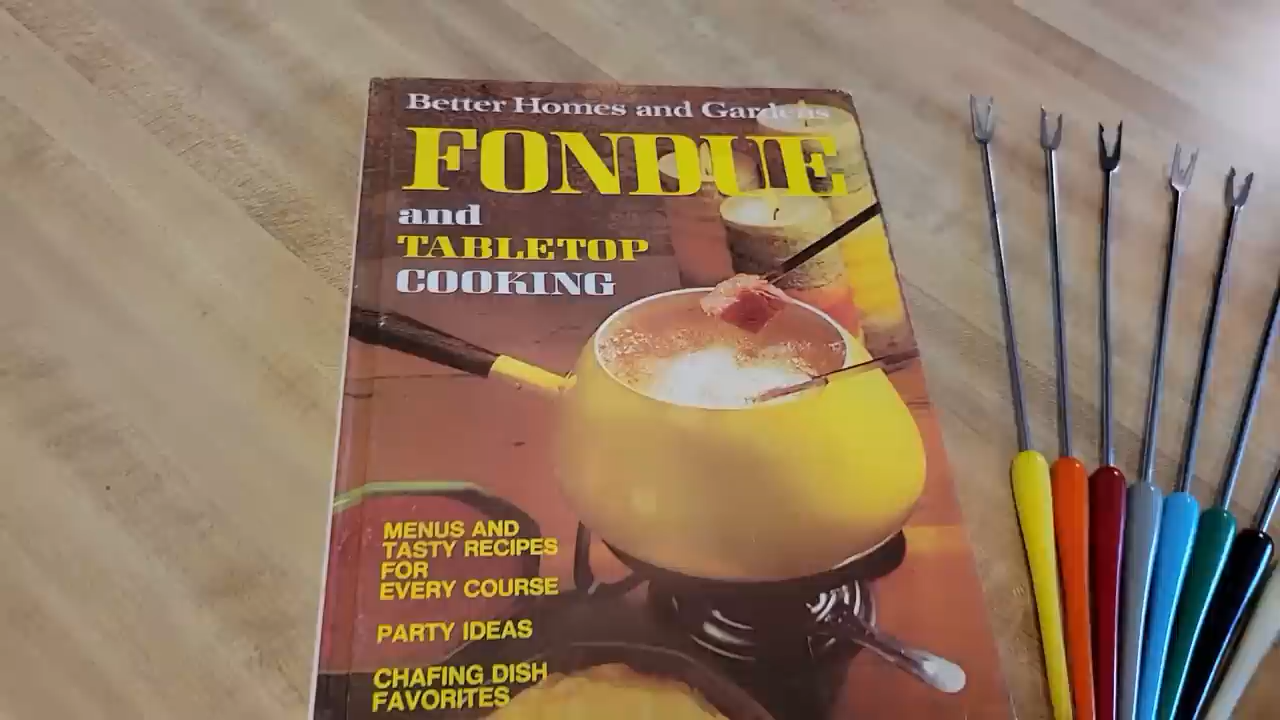 Better Homes and Gardens
FONDUE
and
TABLETOP
COOKING
MENUS AND
TASTY RECIPES
FOR
EVERY COURSE
PARTY IDEAS
CHAFING DISH
FAVORITES